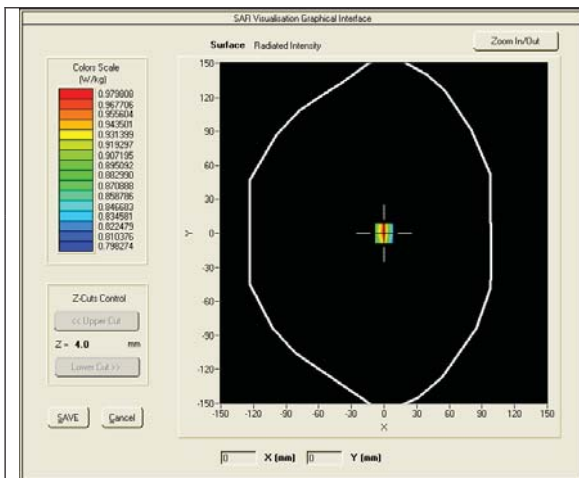 SAR Visualisation Graphical Interface
Surface Radiated Intensity
Zoom In/Out
Colors Scale
(W/kg)
0.979808
0.967706
0.955604
0.943501
0.931399
0.919297
0.907195
0.895092
0.882990
0.870888
0.858786
0.846683
0.834581
0.822479
0.810376
0.798274
Z-Cuts Control
<< Upper Cut
Z = 4.0 mm
Lower Cut >>
SAVE Cancel
150
120
90
60
30
0
-30
-60
-90
-120
-150
Y
-150 -120 -90 -60 -30 0 30 60 90 120 150
X
0 X (mm) 0 Y (mm)